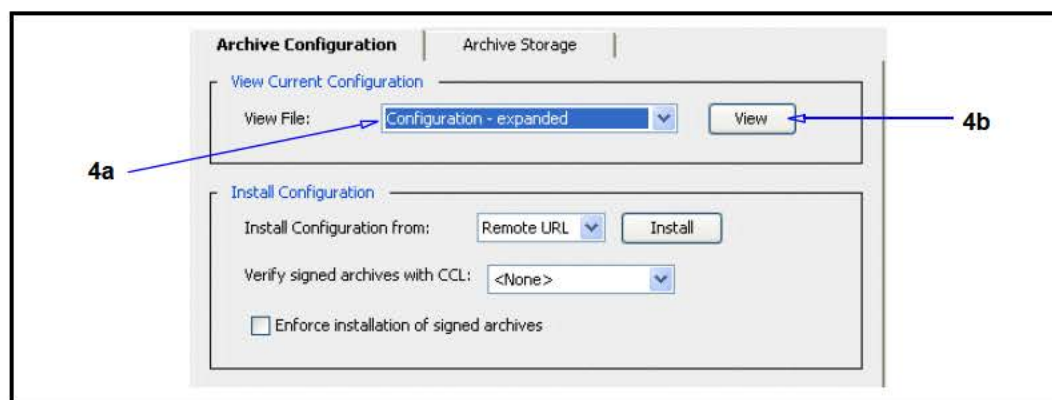 Archive Configuration Archive Storage
View Current Configuration
View File: Configuration - expanded View
4b
4a
Install Configuration
Install Configuration from: Remote URL Install
Verify signed archives with CCL: <None>
Enforce installation of signed archives